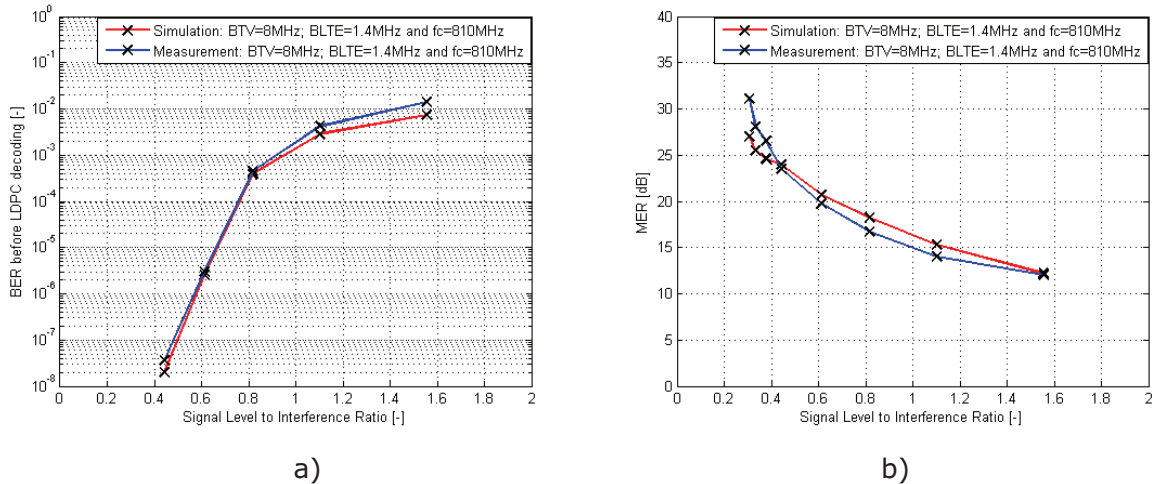 10^0
10^-1
10^-2
10^-3
10^-4
10^-5
10^-6
10^-7
10^-8
BER before LDPC decoding [-]
Simulation: BTV=8MHz; BLTE=1.4MHz and fc=810MHz
Measurement: BTV=8MHz; BLTE=1.4MHz and fc=810MHz
0 0.2 0.4 0.6 0.8 1 1.2 1.4 1.6 1.8 2
Signal Level to Interference Ratio [-]
a)
40
35
30
25
20
15
10
5
0
MER [dB]
Simulation: BTV=8MHz; BLTE=1.4MHz and fc=810MHz
Measurement: BTV=8MHz; BLTE=1.4MHz and fc=810MHz
0 0.2 0.4 0.6 0.8 1 1.2 1.4 1.6 1.8 2
Signal Level to Interference Ratio [-]
b)